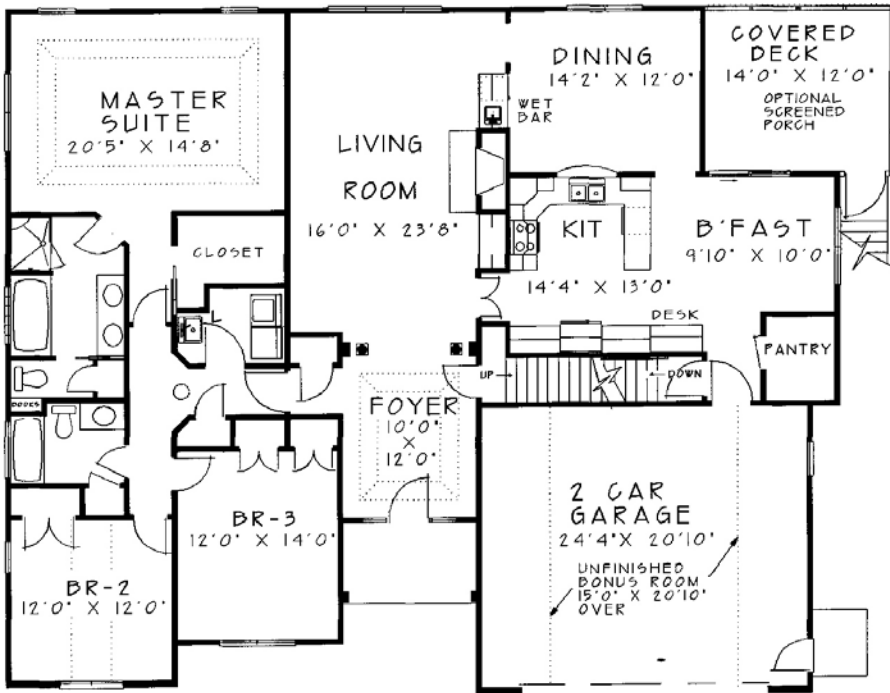 MASTER
SUITE
20'5" X 14'8"
LIVING
ROOM
16'0" X 23'8"
WET
BAR
DINING
14'2" X 12'0"
COVERED
DECK
14'0" X 12'0"
OPTIONAL
SCREENED
PORCH
CLOSET
KIT
14'4" X 13'0"
B'FAST
9'10" X 10'0"
DESK
PANTRY
UP
DOWN
FOYER
10'0"
X
12'0"
BR-3
12'0" X 14'0"
BR-2
12'0" X 12'0"
2 CAR
GARAGE
24'4" X 20'10"
UNFINISHED
BONUS ROOM
15'0" X 20'10"
OVER